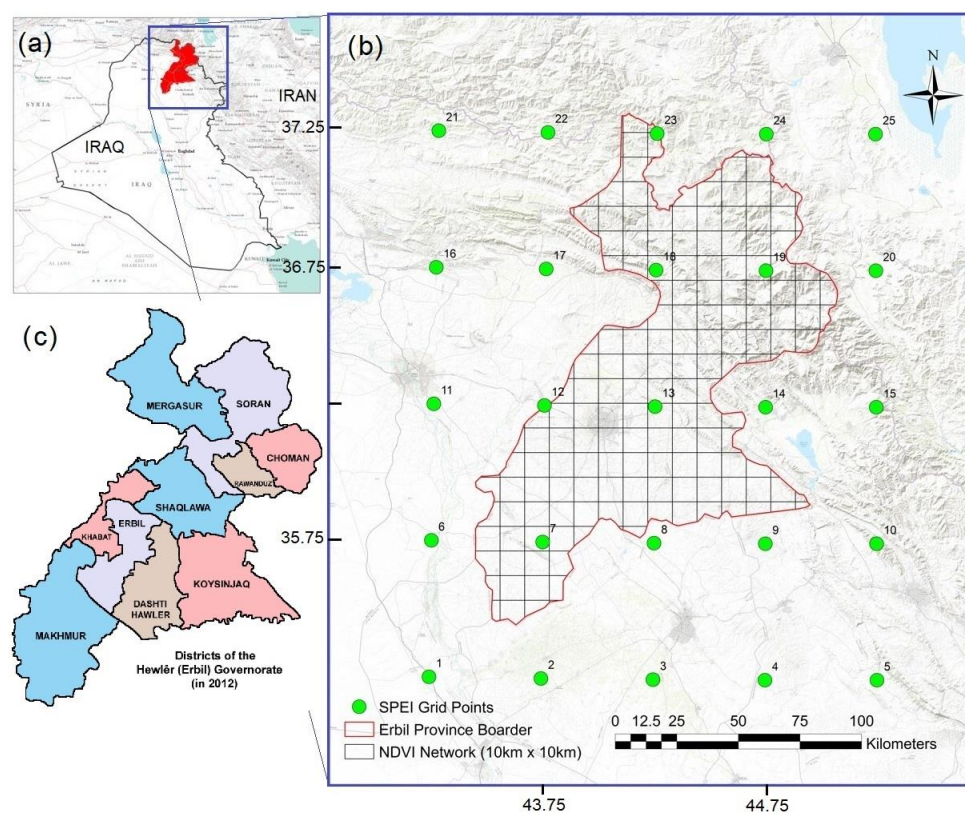 (a)
IRAN
IRAQ
SYRIA
IRAQ
Baghdad
(b)
N
37.25
21
22
23
24
25
36.75
16
17
18
19
20
11
12
13
14
15
35.75
6
7
8
9
10
1
2
3
4
5
SPEI Grid Points
Erbil Province Boarder
NDVI Network (10km x 10km)
0 12.5 25 50 75 100
Kilometers
43.75
44.75
(c)
MERGASUR
SORAN
CHOMAN
RAWANDUZ
SHAQLAWA
ERBIL
KHABAT
KOYSINJAQ
DASHTI
HAWLER
MAKHMUR
Districts of the
Hewlêr (Erbil) Governorate
(in 2012)